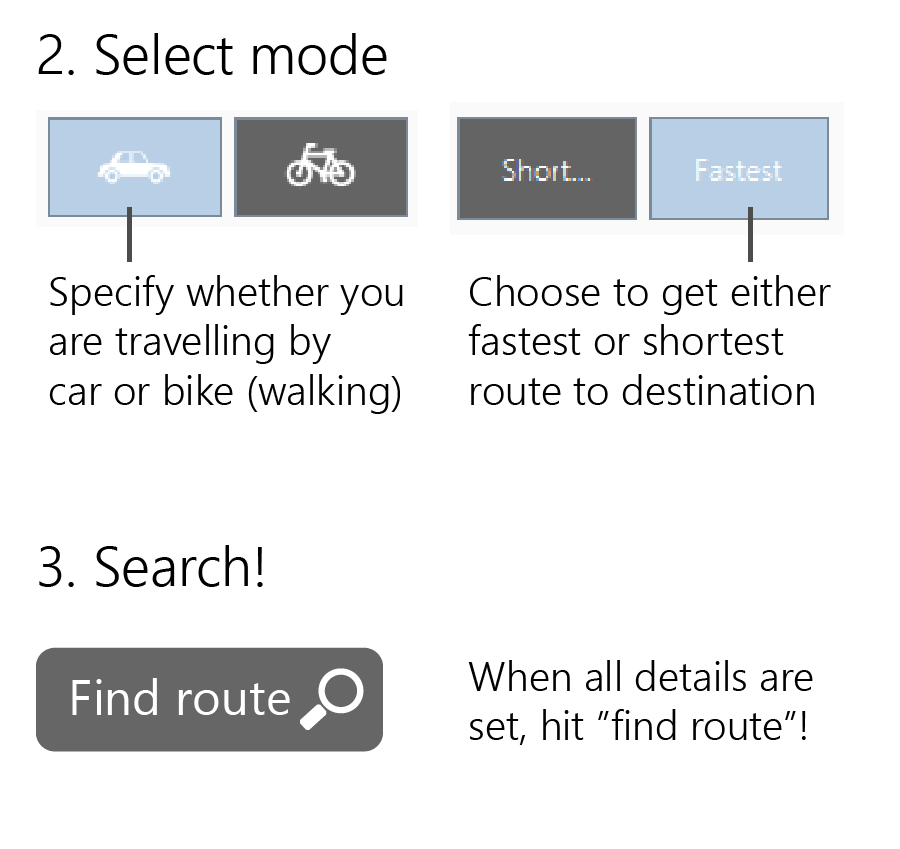 2. Select mode
Short...
Fastest
Specify whether you
are travelling by
car or bike (walking)
Choose to get either
fastest or shortest
route to destination
3. Search!
Find route
When all details are
set, hit ”find route”!